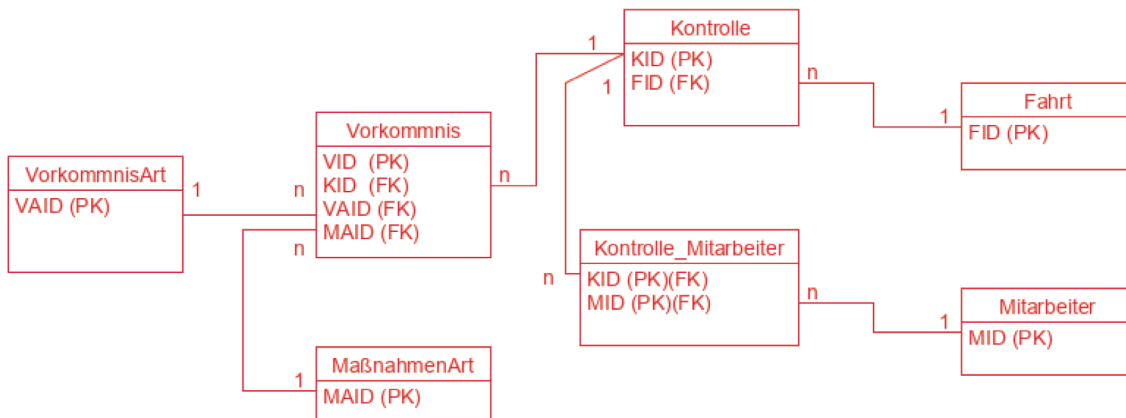 Kontrolle
KID (PK)
FID (FK)
1
1
n
Fahrt
FID (PK)
1
Vorkommnis
VID (PK)
KID (FK)
VAID (FK)
MAID (FK)
n
n
n
VorkommnisArt
VAID (PK)
1
Kontrolle_Mitarbeiter
KID (PK)(FK)
MID (PK)(FK)
n
n
Mitarbeiter
MID (PK)
1
MaßnahmenArt
MAID (PK)
1